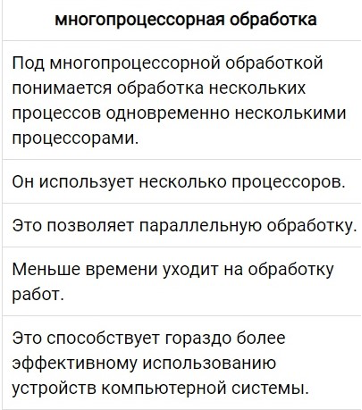 многопроцессорная обработка
Под многопроцессорной обработкой
понимается обработка нескольких
процессов одновременно несколькими
процессорами.
Он использует несколько процессоров.
Это позволяет параллельную обработку.
Меньше времени уходит на обработку
работ.
Это способствует гораздо более
эффективному использованию
устройств компьютерной системы.